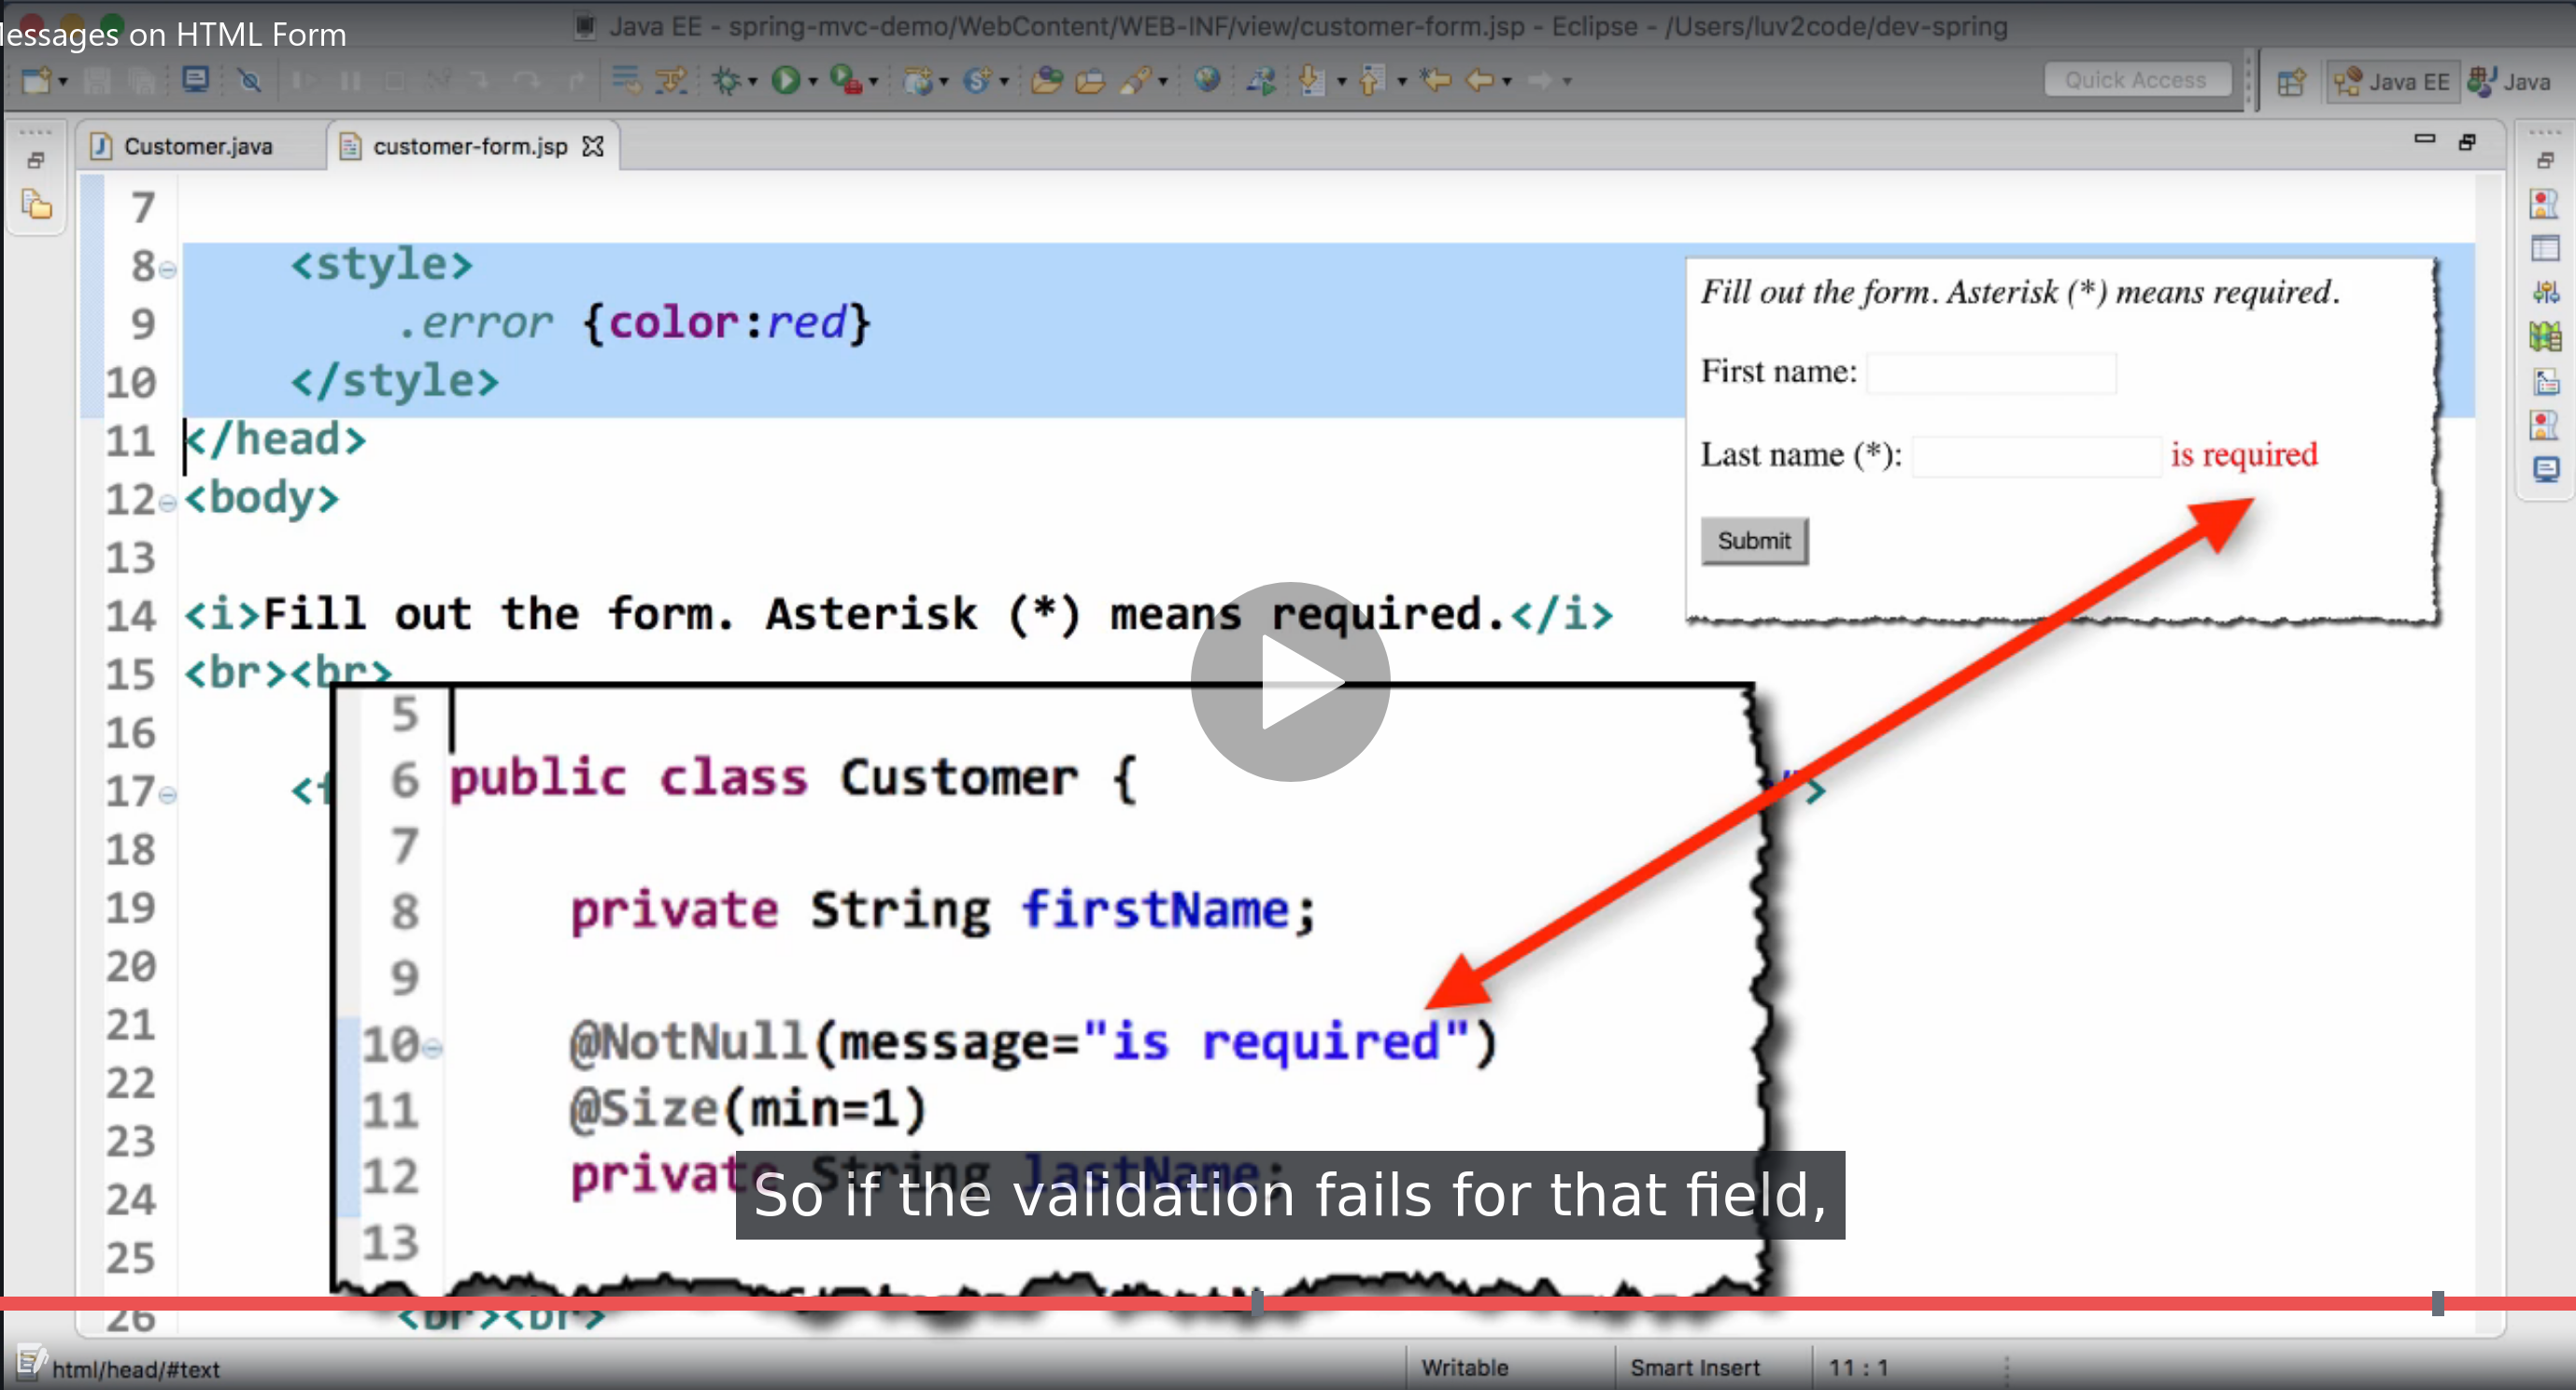 essages on HTML Form
Java EE - spring-mvc-demo/WebContent/WEB-INF/view/customer-form.jsp - Eclipse - /Users/luv2code/dev-spring
Quick Access
Java EE
Java
Customer.java
customer-form.jsp
7
8 <style>
9 .error {color:red}
10 </style>
11 </head>
12 <body>
13
14 <i>Fill out the form. Asterisk (*) means required.</i>
15 <br><br>
16
17 <f ">
18
19
20
21
22
23
24
25
26 <br><br>
Fill out the form. Asterisk (*) means required.
First name:
Last name (*): is required
Submit
5
6 public class Customer {
7
8 private String firstName;
9
10 @NotNull(message="is required")
11 @Size(min=1)
12 private String lastName;
13
So if the validation fails for that field,
html/head/#text
Writable
Smart Insert
11 : 1